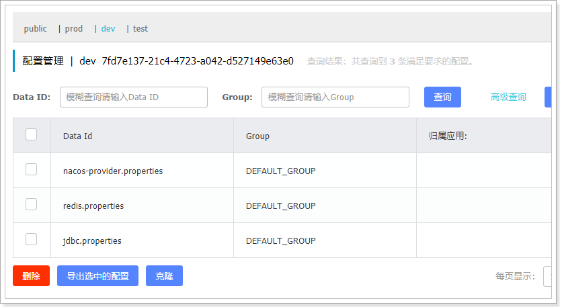 public | prod | dev | test
配置管理 | dev 7fd7e137-21c4-4723-a042-d527149e63e0 查询结果：共查询到 3 条满足要求的配置。
Data ID: 模糊查询请输入Data ID Group: 模糊查询请输入Group 查询 高级查询
Data Id Group 归属应用:
nacos-provider.properties DEFAULT_GROUP
redis.properties DEFAULT_GROUP
jdbc.properties DEFAULT_GROUP
删除 导出选中的配置 克隆 每页显示: